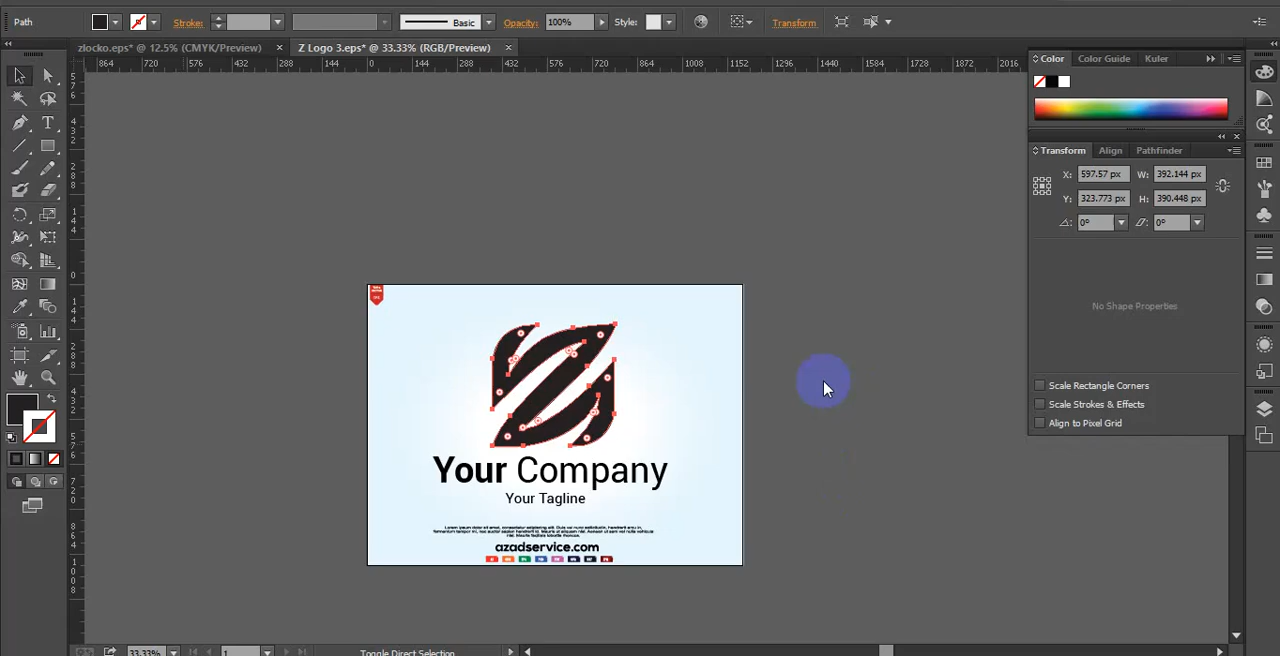 Path
Stroke:
Basic
Opacity: 100%
Style:
Transform
zlocko.eps* @ 12.5% (CMYK/Preview) ×
Z Logo 3.eps* @ 33.33% (RGB/Preview) ×
864 720 576 432 288 144 0 144 288 432 576 720 864 1008 1152 1296 1440 1584 1728 1872 2016
Color Color Guide Kuler
Transform Align Pathfinder
X: 597.57 px W: 392.144 px
Y: 323.773 px H: 390.448 px
0° 0°
No Shape Properties
Scale Rectangle Corners
Scale Strokes & Effects
Align to Pixel Grid
Your Company
Your Tagline
azadservice.com
33.33% 1 Toggle Direct Selection